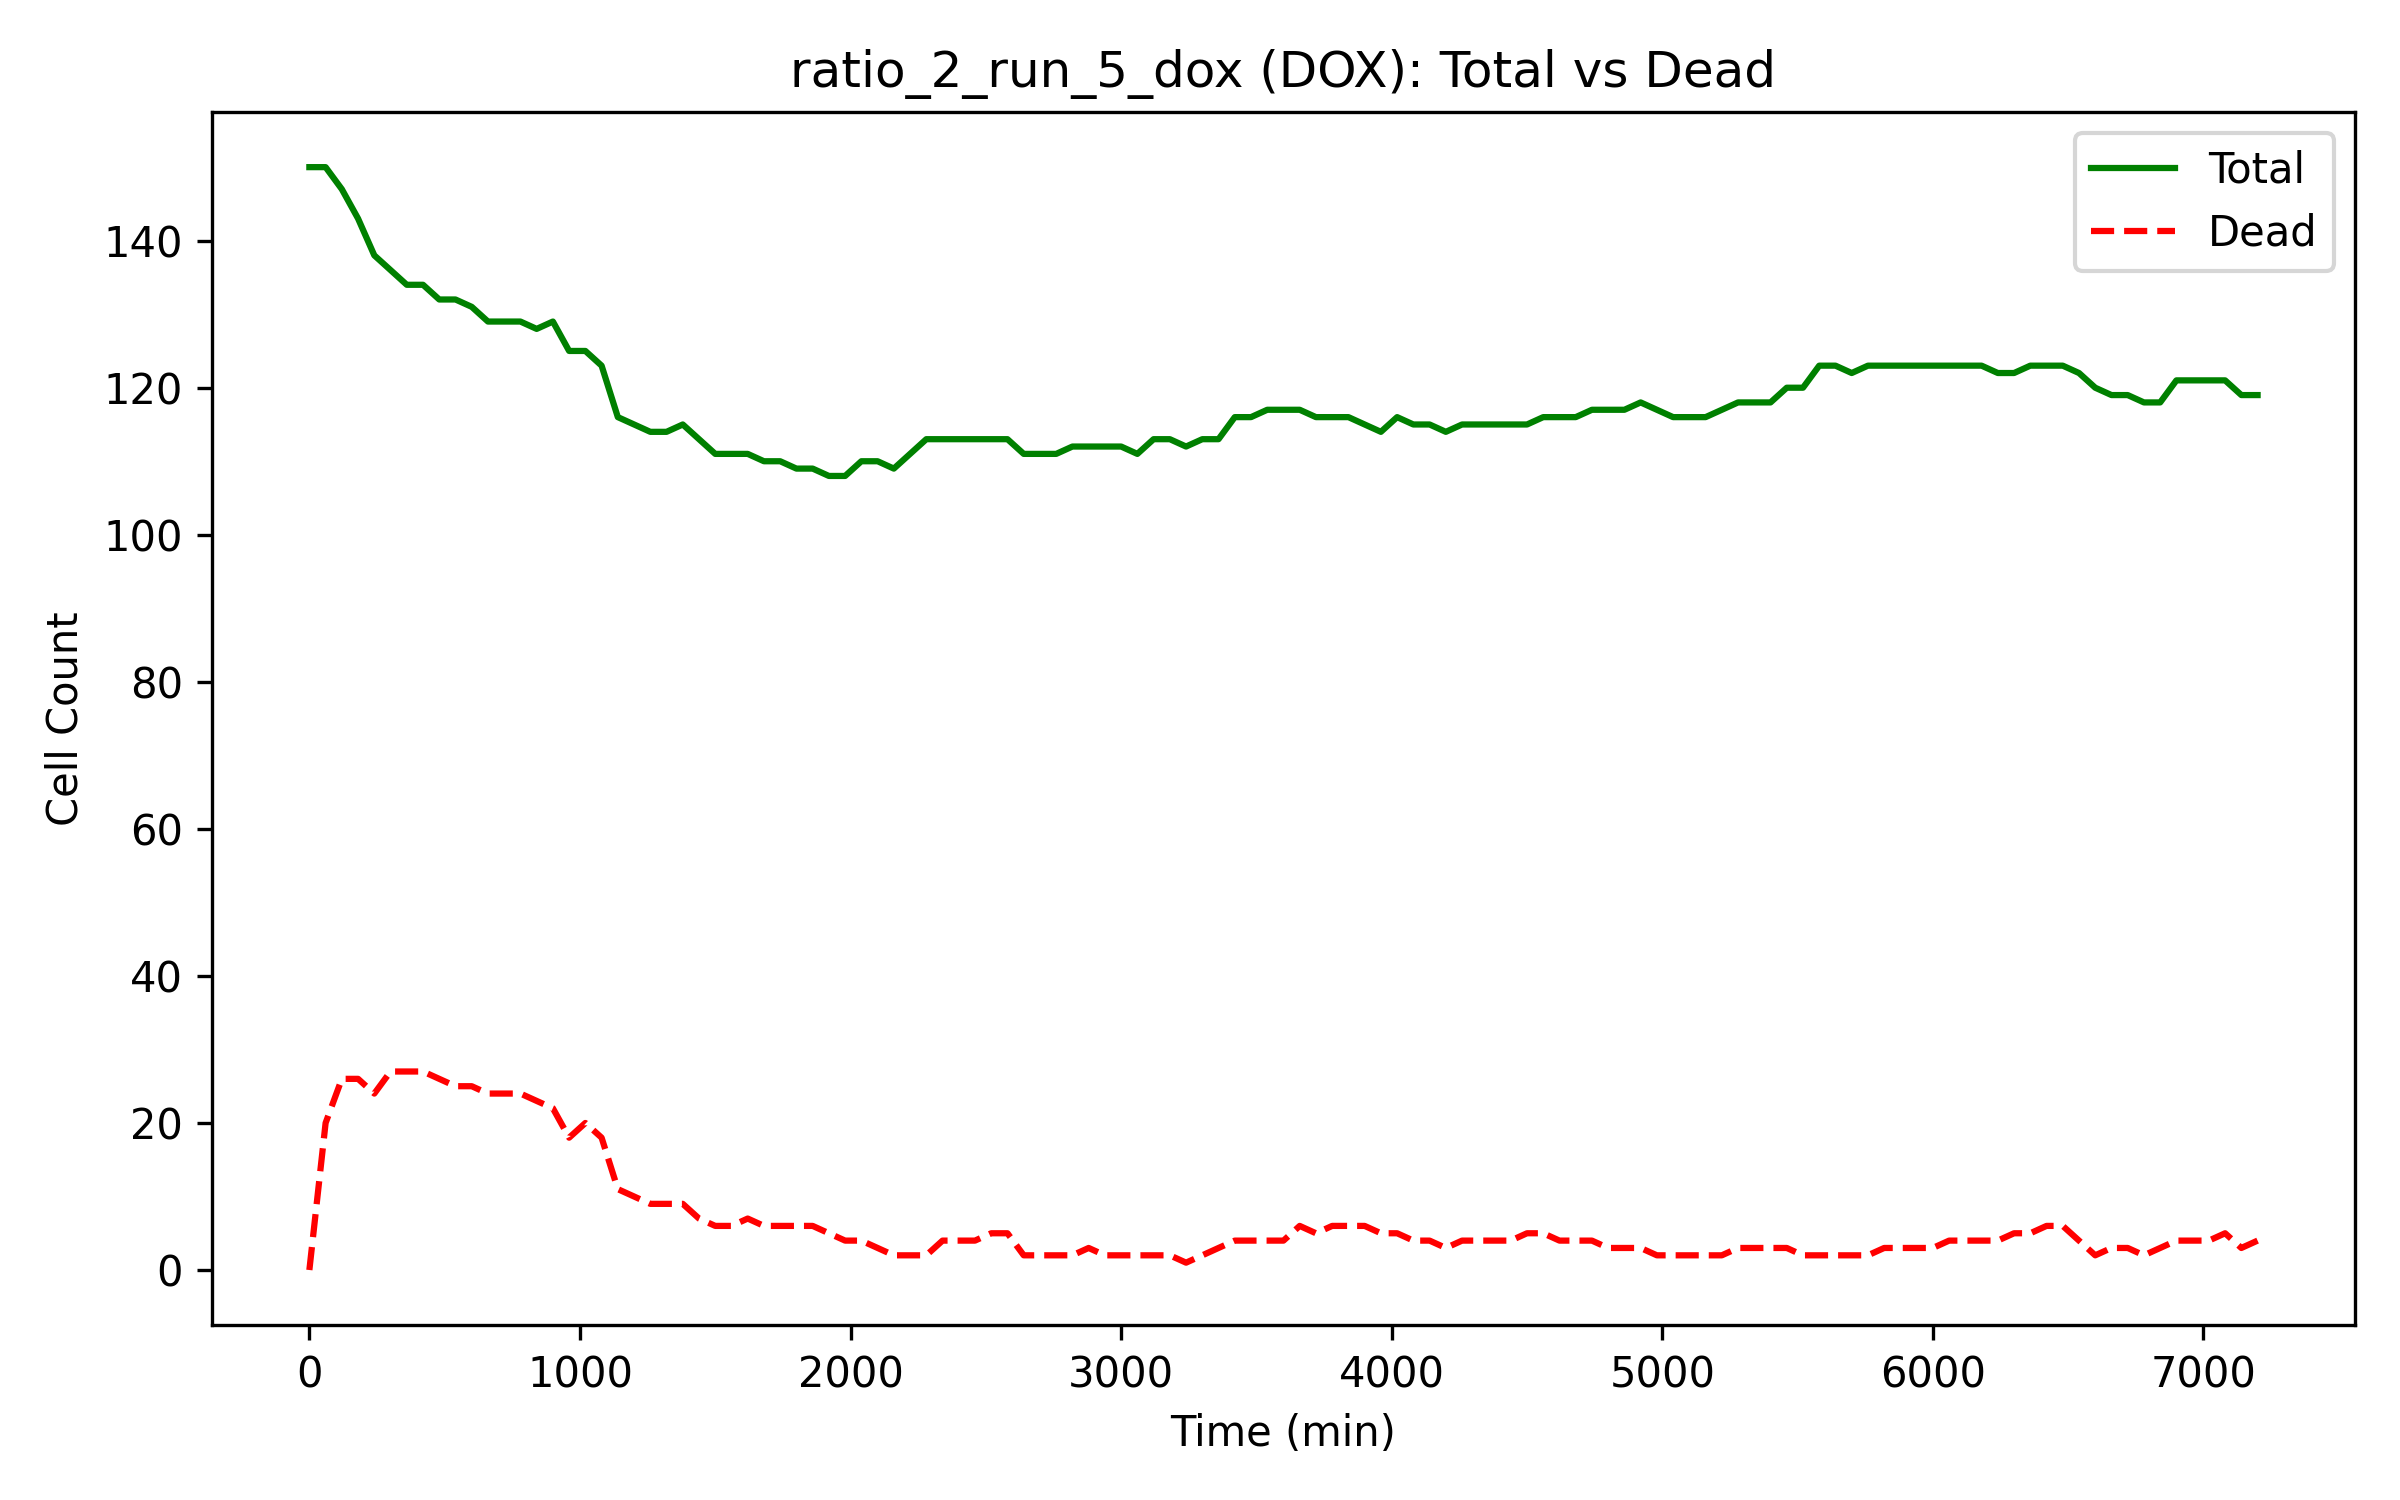 ratio_2_run_5_dox (DOX): Total vs Dead
Total
Dead
Cell Count
140
120
100
80
60
40
20
0
0 1000 2000 3000 4000 5000 6000 7000
Time (min)